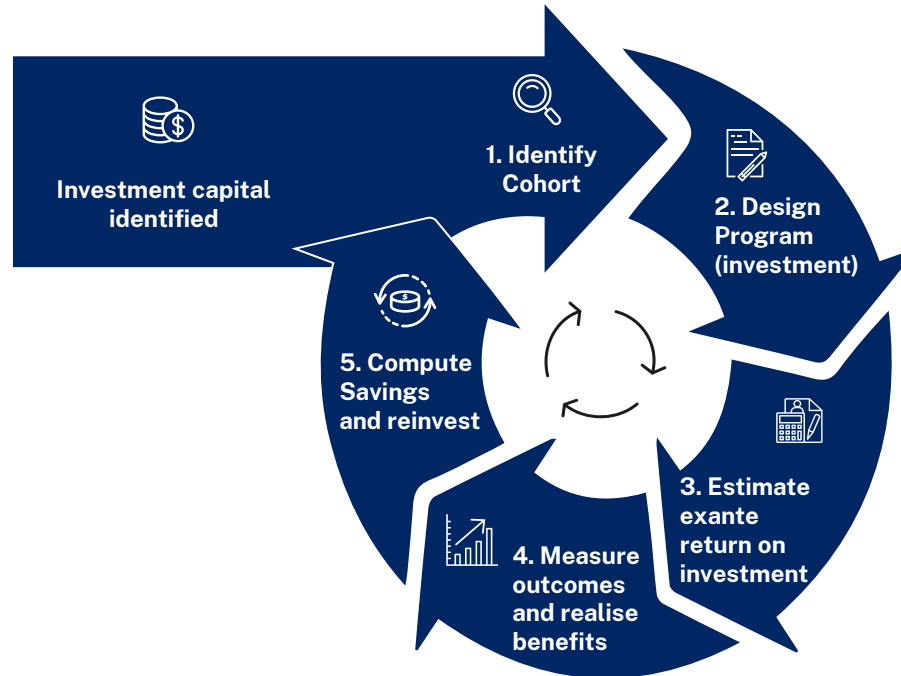 Investment capital
identified
1. Identify
Cohort
2. Design
Program
(investment)
3. Estimate
exante
return on
investment
4. Measure
outcomes
and realise
benefits
5. Compute
Savings
and reinvest